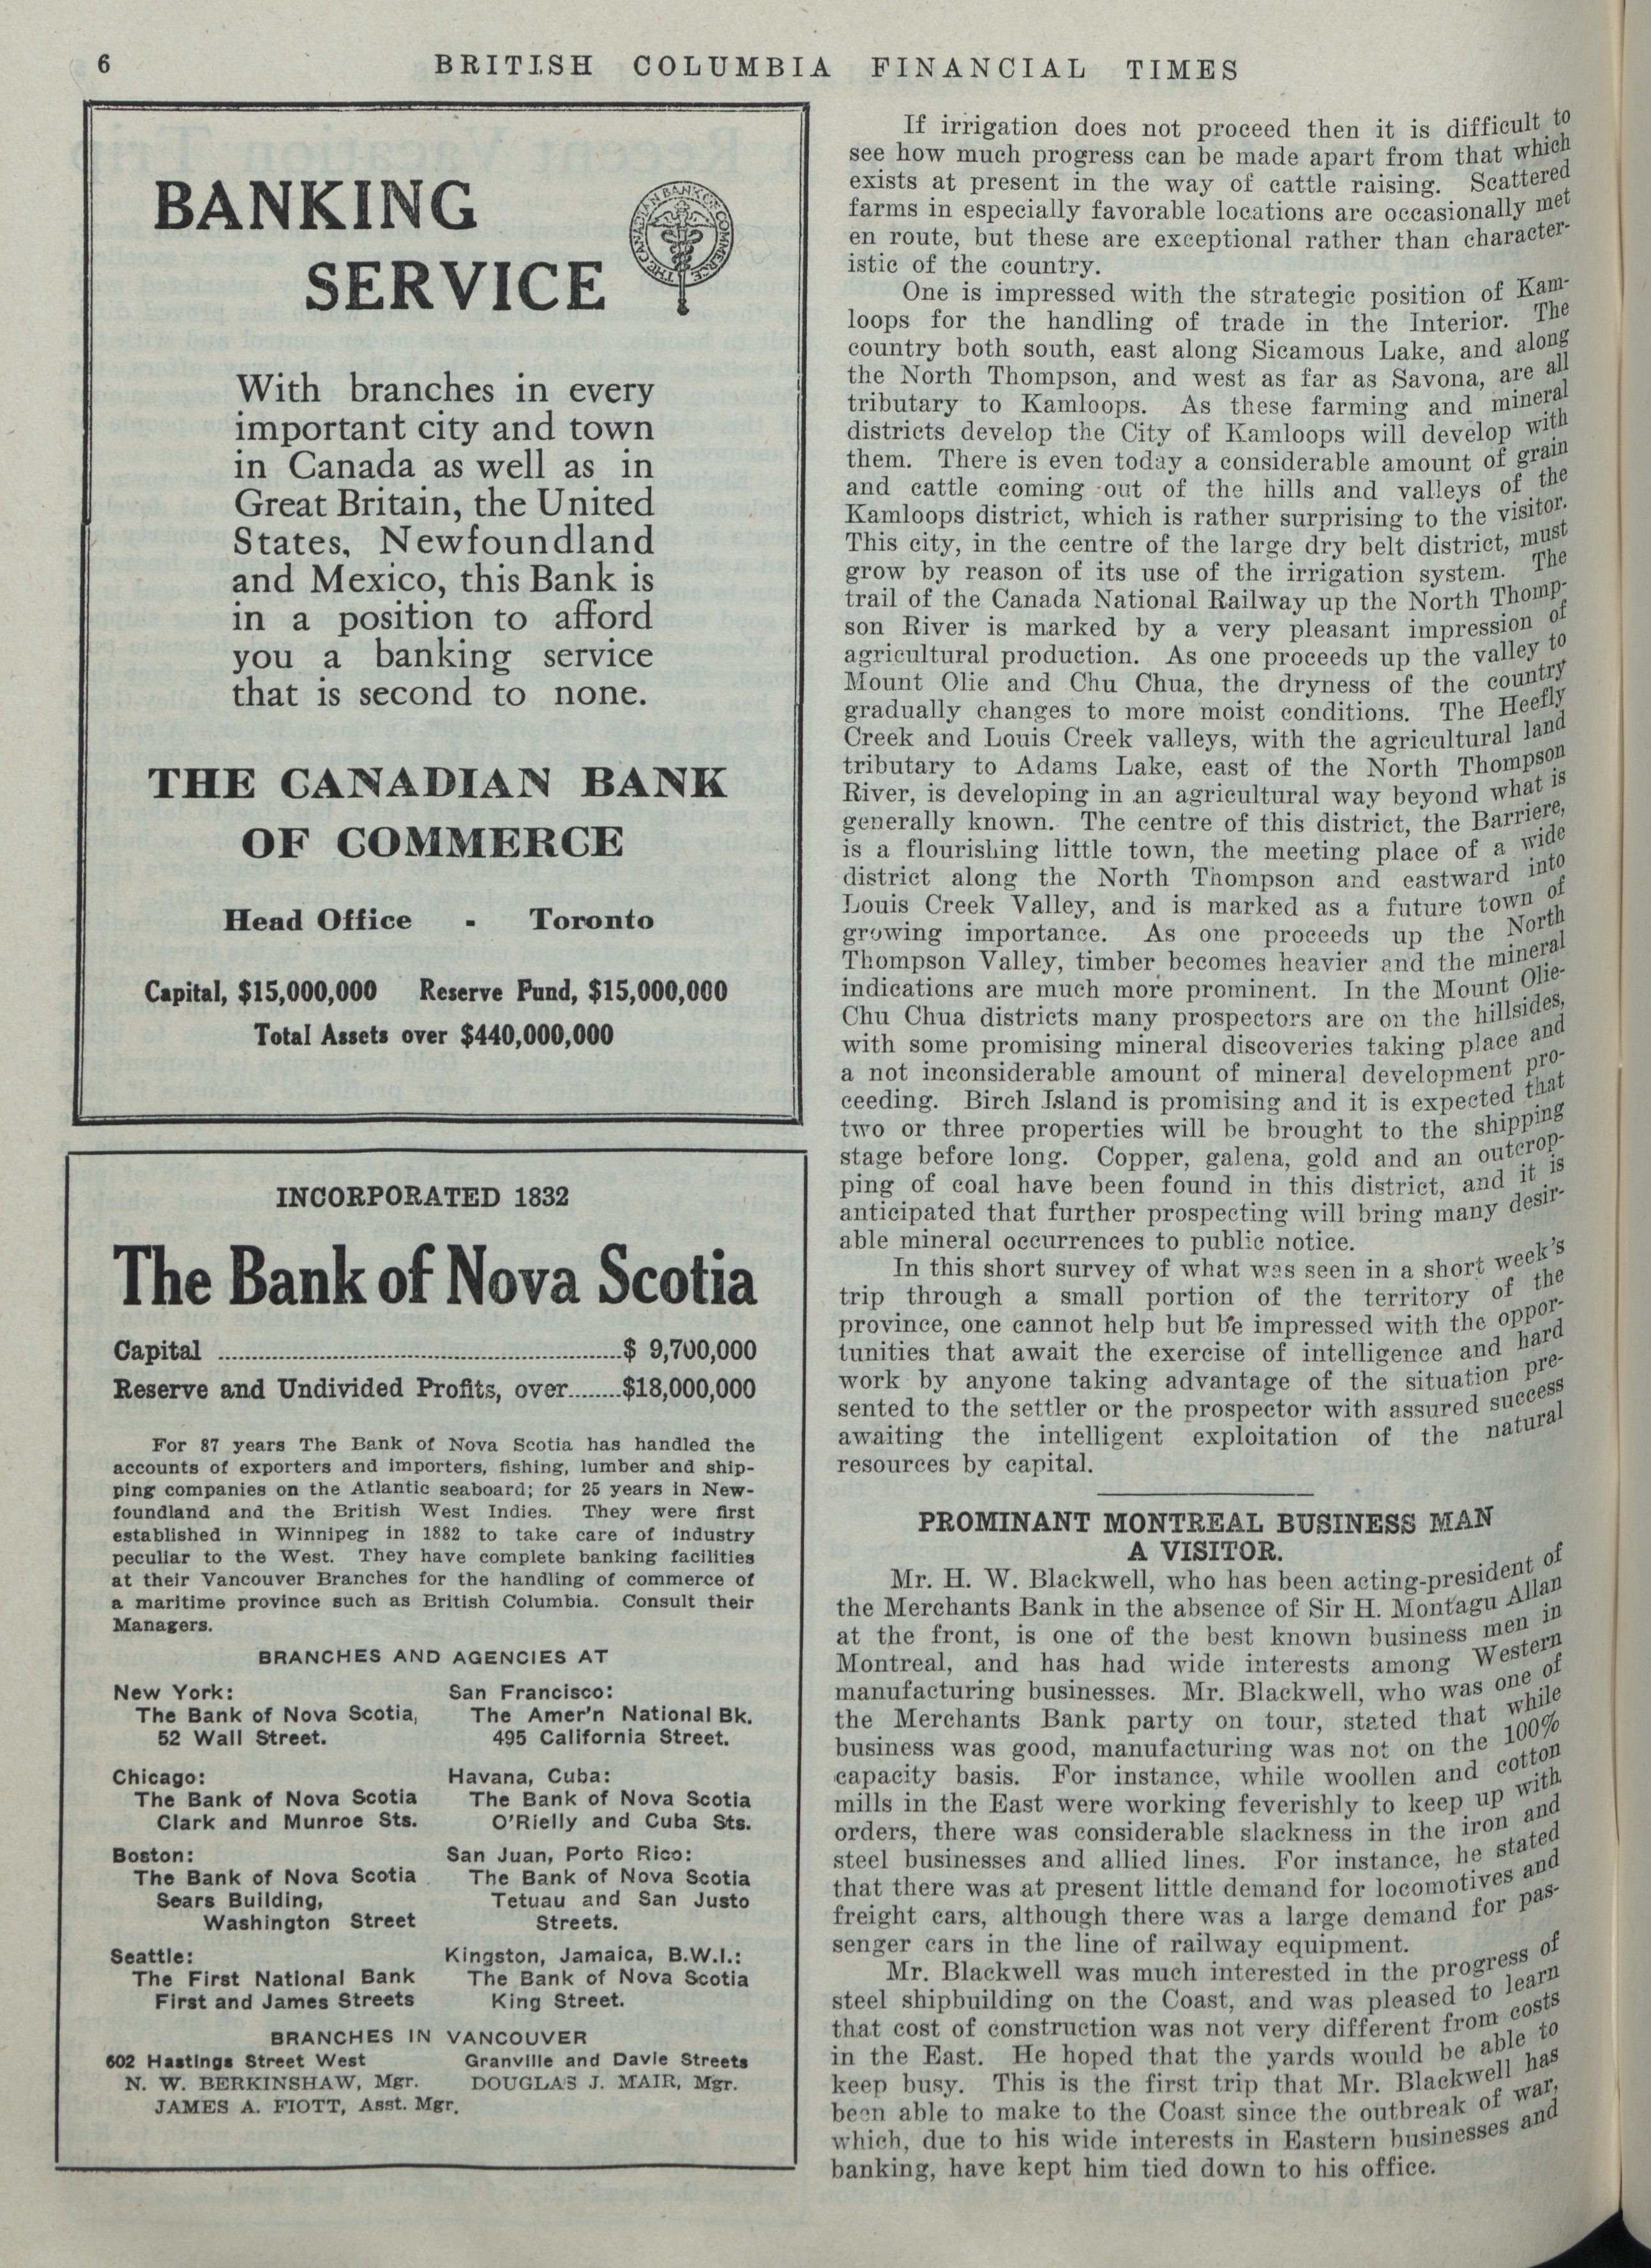 6
BRITISH COLUMBIA FINANCIAL TIMES
BANKING
SERVICE
THE CANADIAN BANK OF COMMERCE
With branches in every
important city and town
in Canada as well as in
Great Britain, the United
States, Newfoundland
and Mexico, this Bank is
in a position to afford
you a banking service
that is second to none.
THE CANADIAN BANK
OF COMMERCE
Head Office - Toronto
Capital, $15,000,000 Reserve Fund, $15,000,000
Total Assets over $440,000,000
INCORPORATED 1832
The Bank of Nova Scotia
Capital ........................................................$ 9,700,000
Reserve and Undivided Profits, over........$18,000,000
For 87 years The Bank of Nova Scotia has handled the
accounts of exporters and importers, fishing, lumber and ship-
ping companies on the Atlantic seaboard; for 25 years in New-
foundland and the British West Indies. They were first
established in Winnipeg in 1882 to take care of industry
peculiar to the West. They have complete banking facilities
at their Vancouver Branches for the handling of commerce of
a maritime province such as British Columbia. Consult their
Managers.
BRANCHES AND AGENCIES AT
New York:
The Bank of Nova Scotia,
52 Wall Street.
San Francisco:
The Amer'n National Bk.
495 California Street.
Chicago:
The Bank of Nova Scotia
Clark and Munroe Sts.
Havana, Cuba:
The Bank of Nova Scotia
O'Rielly and Cuba Sts.
Boston:
The Bank of Nova Scotia
Sears Building,
Washington Street
San Juan, Porto Rico:
The Bank of Nova Scotia
Tetuau and San Justo
Streets.
Seattle:
The First National Bank
First and James Streets
Kingston, Jamaica, B.W.I.:
The Bank of Nova Scotia
King Street.
BRANCHES IN VANCOUVER
602 Hastings Street West
N. W. BERKINSHAW, Mgr.
JAMES A. FIOTT, Asst. Mgr.
Granville and Davie Streets
DOUGLAS J. MAIR, Mgr.
If irrigation does not proceed then it is difficult to
see how much progress can be made apart from that which
exists at present in the way of cattle raising. Scattered
farms in especially favorable locations are occasionally met
en route, but these are exceptional rather than character-
istic of the country.
One is impressed with the strategic position of Kam-
loops for the handling of trade in the Interior. The
country both south, east along Sicamous Lake, and along
the North Thompson, and west as far as Savona, are all
tributary to Kamloops. As these farming and mineral
districts develop the City of Kamloops will develop with
them. There is even today a considerable amount of grain
and cattle coming out of the hills and valleys of the
Kamloops district, which is rather surprising to the visitor.
This city, in the centre of the large dry belt district, must
grow by reason of its use of the irrigation system. The
trail of the Canada National Railway up the North Thomp-
son River is marked by a very pleasant impression of
agricultural production. As one proceeds up the valley to
Mount Olie and Chu Chua, the dryness of the country
gradually changes to more moist conditions. The Heefly
Creek and Louis Creek valleys, with the agricultural land
tributary to Adams Lake, east of the North Thompson
River, is developing in an agricultural way beyond what is
generally known. The centre of this district, the Barriere,
is a flourishing little town, the meeting place of a wide
district along the North Thompson and eastward into
Louis Creek Valley, and is marked as a future town of
growing importance. As one proceeds up the North
Thompson Valley, timber becomes heavier and the mineral
indications are much more prominent. In the Mount Olie-
Chu Chua districts many prospectors are on the hillsides,
with some promising mineral discoveries taking place and
a not inconsiderable amount of mineral development pro-
ceeding. Birch Island is promising and it is expected that
two or three properties will be brought to the shipping
stage before long. Copper, galena, gold and an outcrop-
ping of coal have been found in this district, and it is
anticipated that further prospecting will bring many desir-
able mineral occurrences to public notice.
In this short survey of what was seen in a short week's
trip through a small portion of the territory of the
province, one cannot help but be impressed with the oppor-
tunities that await the exercise of intelligence and hard
work by anyone taking advantage of the situation pre-
sented to the settler or the prospector with assured success
awaiting the intelligent exploitation of the natural
resources by capital.
PROMINANT MONTREAL BUSINESS MAN
A VISITOR.
Mr. H. W. Blackwell, who has been acting-president of
the Merchants Bank in the absence of Sir H. Montagu Allan
at the front, is one of the best known business men in
Montreal, and has had wide interests among Western
manufacturing businesses. Mr. Blackwell, who was one of
the Merchants Bank party on tour, stated that while
business was good, manufacturing was not on the 100%
capacity basis. For instance, while woollen and cotton
mills in the East were working feverishly to keep up with
orders, there was considerable slackness in the iron and
steel businesses and allied lines. For instance, he stated
that there was at present little demand for locomotives and
freight cars, although there was a large demand for pas-
senger cars in the line of railway equipment.
Mr. Blackwell was much interested in the progress of
steel shipbuilding on the Coast, and was pleased to learn
that cost of construction was not very different from costs
in the East. He hoped that the yards would be able to
keep busy. This is the first trip that Mr. Blackwell has
been able to make to the Coast since the outbreak of war,
which, due to his wide interests in Eastern businesses and
banking, have kept him tied down to his office.